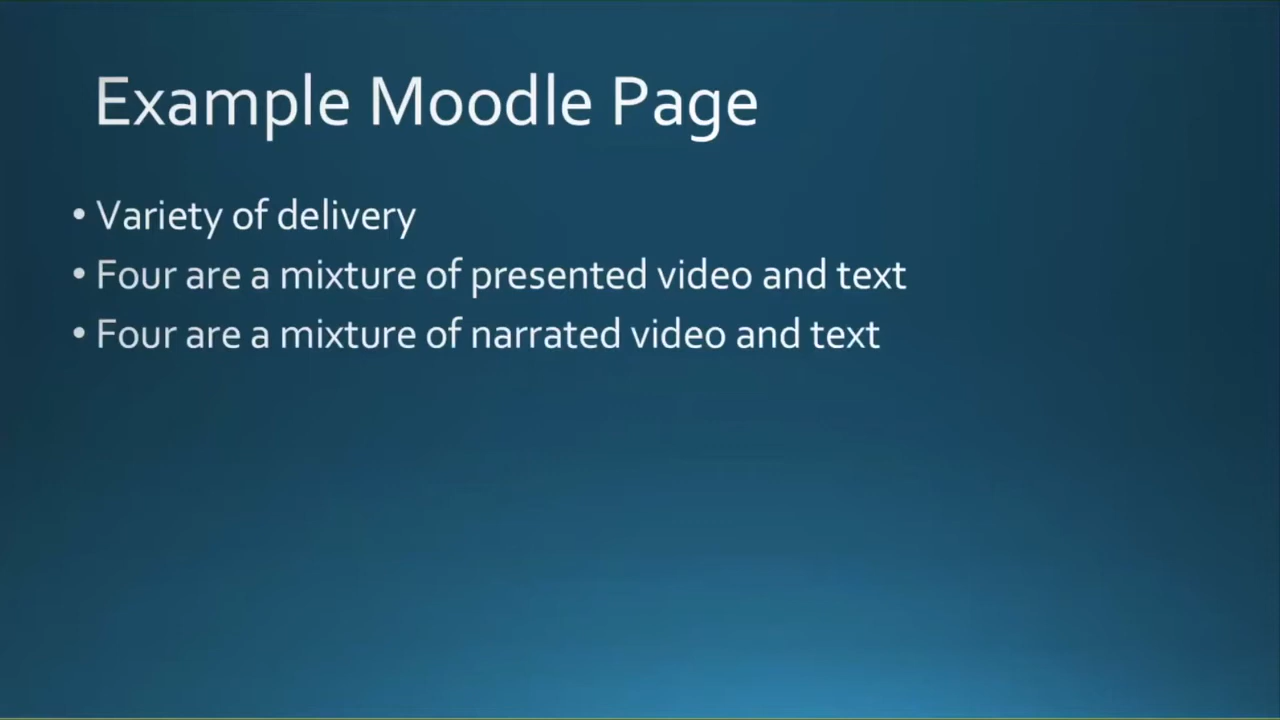 Example Moodle Page
• Variety of delivery
• Four are a mixture of presented video and text
• Four are a mixture of narrated video and text